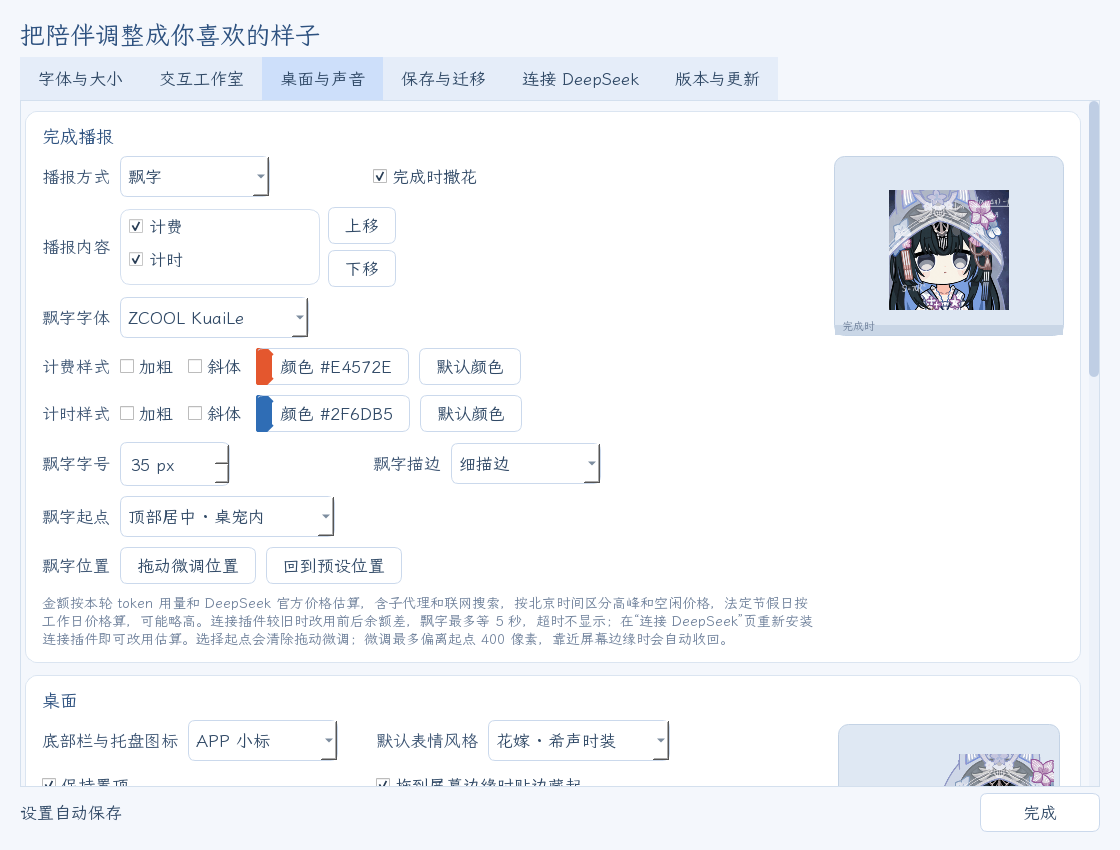 把陪伴调整成你喜欢的样子
字体与大小 交互工作室 桌面与声音 保存与迁移 连接 DeepSeek 版本与更新
完成播报
播报方式 飘字 完成时撒花
播报内容 计费 上移
计时 下移
飘字字体 ZCOOL KuaiLe
完成时
计费样式 加粗 斜体 颜色 #E4572E 默认颜色
计时样式 加粗 斜体 颜色 #2F6DB5 默认颜色
飘字字号 35 px 飘字描边 细描边
飘字起点 顶部居中・桌宠内
飘字位置 拖动微调位置 回到预设位置
金额按本轮 token 用量和 DeepSeek 官方价格估算，含子代理和联网搜索，按北京时间区分高峰和空闲价格，法定节假日按
工作日价格算，可能略高。连接插件较旧时改用前后余额差，飘字最多等 5 秒，超时不显示；在“连接 DeepSeek”页重新安装
连接插件即可改用估算。选择起点会清除拖动微调；微调最多偏离起点 400 像素，靠近屏幕边缘时会自动收回。
桌面
底部栏与托盘图标 APP 小标 默认表情风格 花嫁・希声时装
保持置顶 拖到屏幕边缘时贴边藏起
设置自动保存 完成